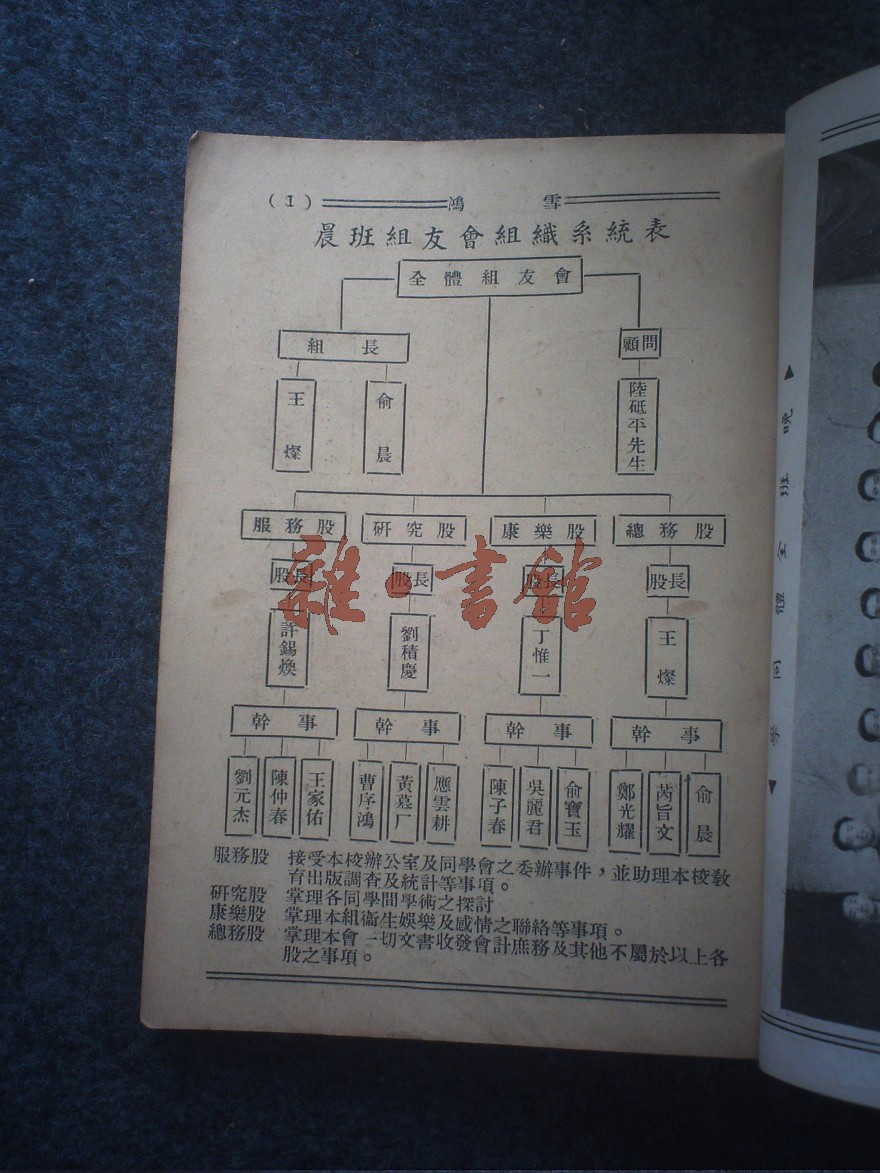 (1) 鴻 雪
晨班組友會組織系統表
全體組友會
組 長
顧問
王 燦
俞 晨
陸砥平先生
服務股
研究股
康樂股
總務股
股長
股長
股長
股長
許錫煥
劉積慶
丁惟一
王 燦
幹 事
幹 事
幹 事
幹 事
劉元杰
陳仲春
王家佑
曹序鴻
黃墓厂
應雲耕
陳子春
吳麗君
俞寶玉
鄭光耀
芮旨文
俞 晨
服務股 接受本校辦公室及同學會之委辦事件，並助理本校教
育出版調查及統計等事項。
研究股 掌理各同學間學術之探討
康樂股 掌理本組衞生娛樂及感情之聯絡等事項。
總務股 掌理本會一切文書收發會計庶務及其他不屬於以上各
股之事項。
雜·書館
▲晚班全體同學▼